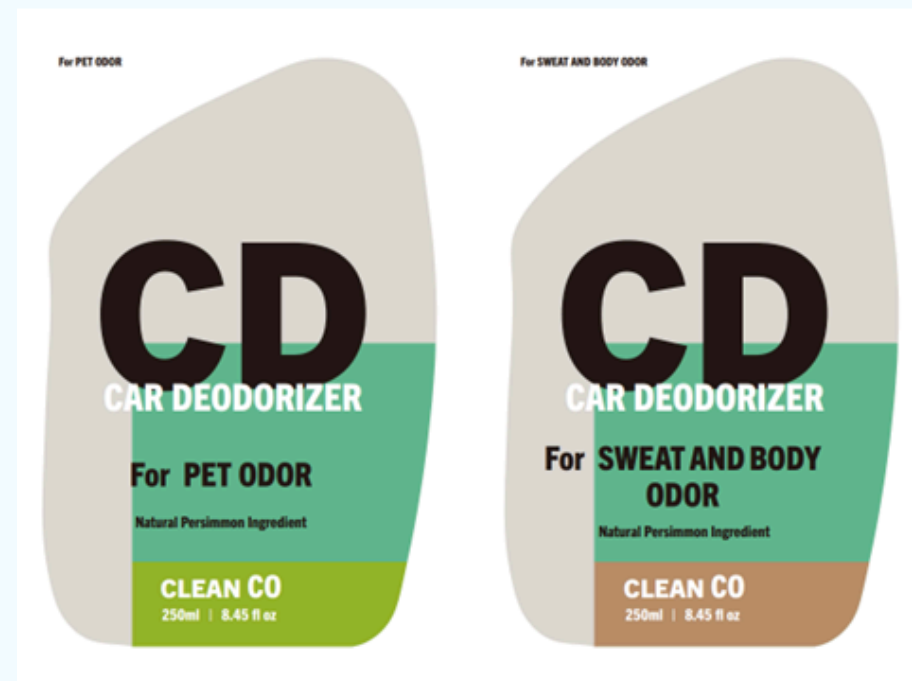 For PET ODOR
CD
CAR DEODORIZER
For PET ODOR
Natural Persimmon Ingredient
CLEAN CO
250ml | 8.45 fl oz
For SWEAT AND BODY ODOR
CD
CAR DEODORIZER
For SWEAT AND BODY
ODOR
Natural Persimmon Ingredient
CLEAN CO
250ml | 8.45 fl oz